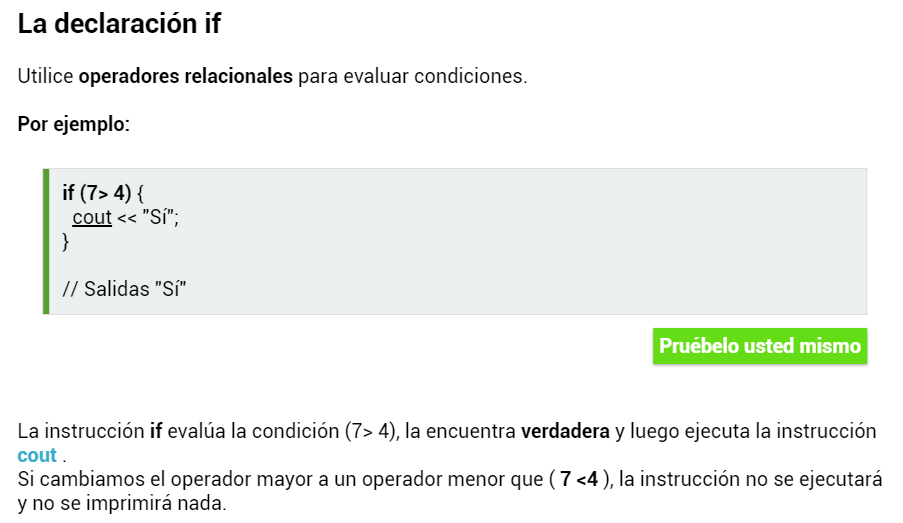 La declaración if
Utilice operadores relacionales para evaluar condiciones.
Por ejemplo:
if (7> 4) {
cout << "Sí";
}
// Salidas "Sí"
Pruébelo usted mismo
La instrucción if evalúa la condición (7> 4), la encuentra verdadera y luego ejecuta la instrucción
cout .
Si cambiamos el operador mayor a un operador menor que ( 7 <4 ), la instrucción no se ejecutará
y no se imprimirá nada.